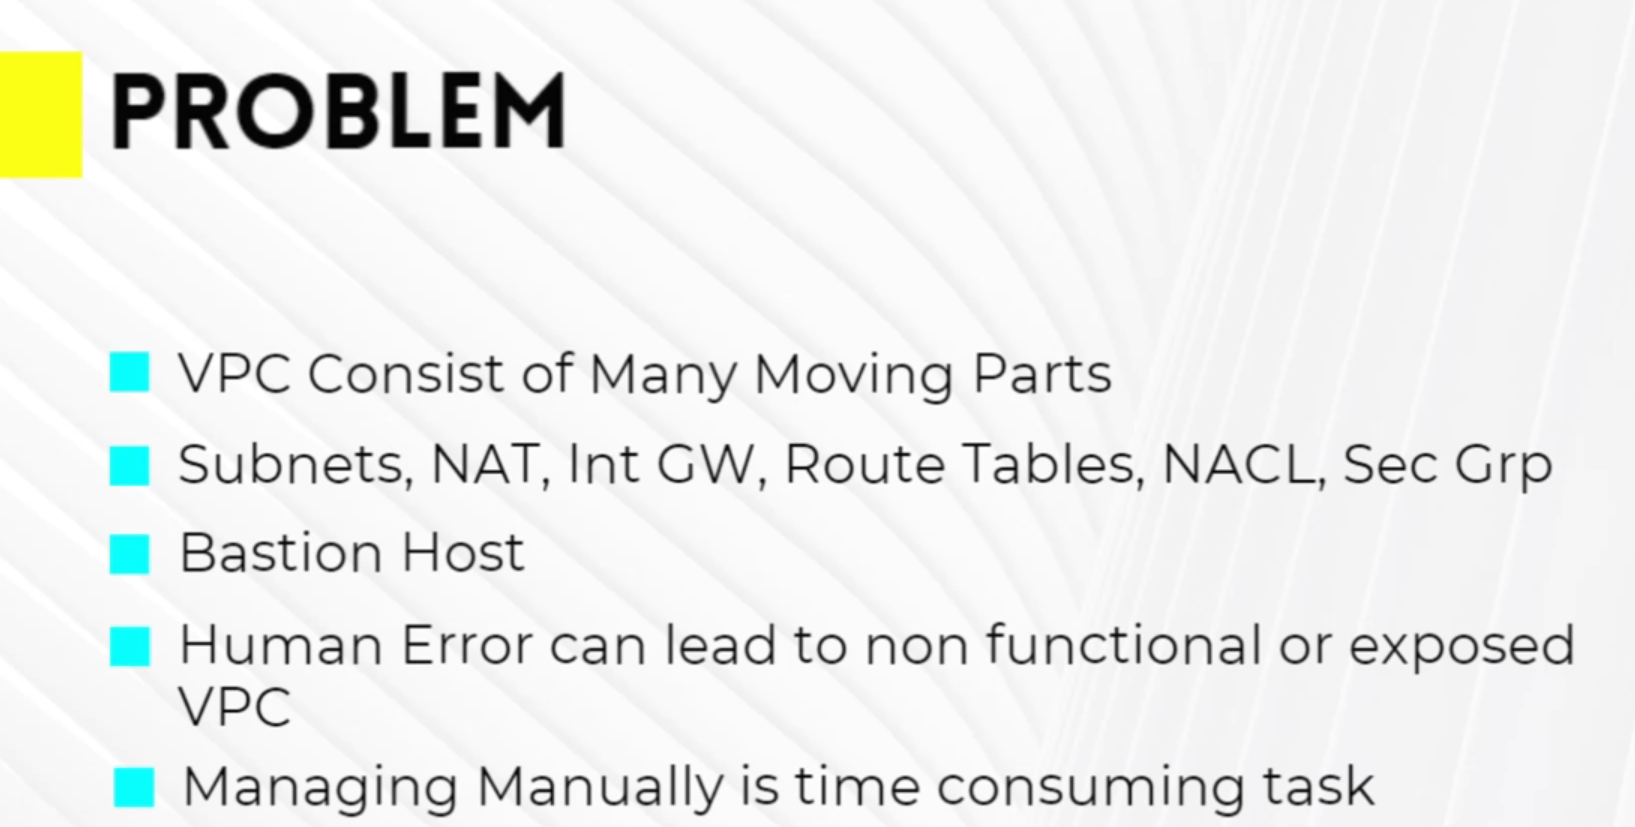 PROBLEM
VPC Consist of Many Moving Parts
Subnets, NAT, Int GW, Route Tables, NACL, Sec Grp
Bastion Host
Human Error can lead to non functional or exposed
VPC
Managing Manually is time consuming task